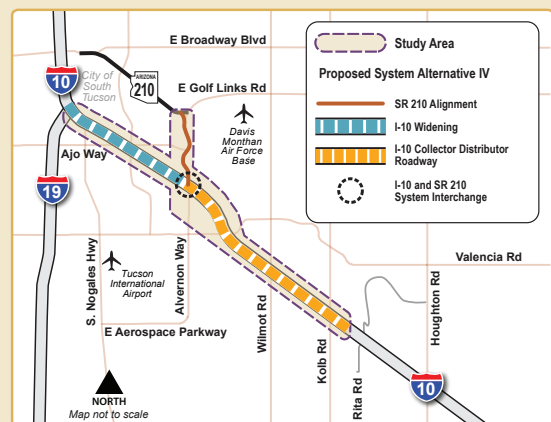 E Broadway Blvd
10
City of
South
Tucson
ARIZONA
210
E Golf Links Rd
Davis
Monthan
Air Force
Base
Ajo Way
19
S. Nogales Hwy
Tucson
International
Airport
Alvernon Way
E Aerospace Parkway
Wilmot Rd
Kolb Rd
Rita Rd
Houghton Rd
Valencia Rd
10
NORTH
Map not to scale
Study Area
Proposed System Alternative IV
SR 210 Alignment
I-10 Widening
I-10 Collector Distributor
Roadway
I-10 and SR 210
System Interchange